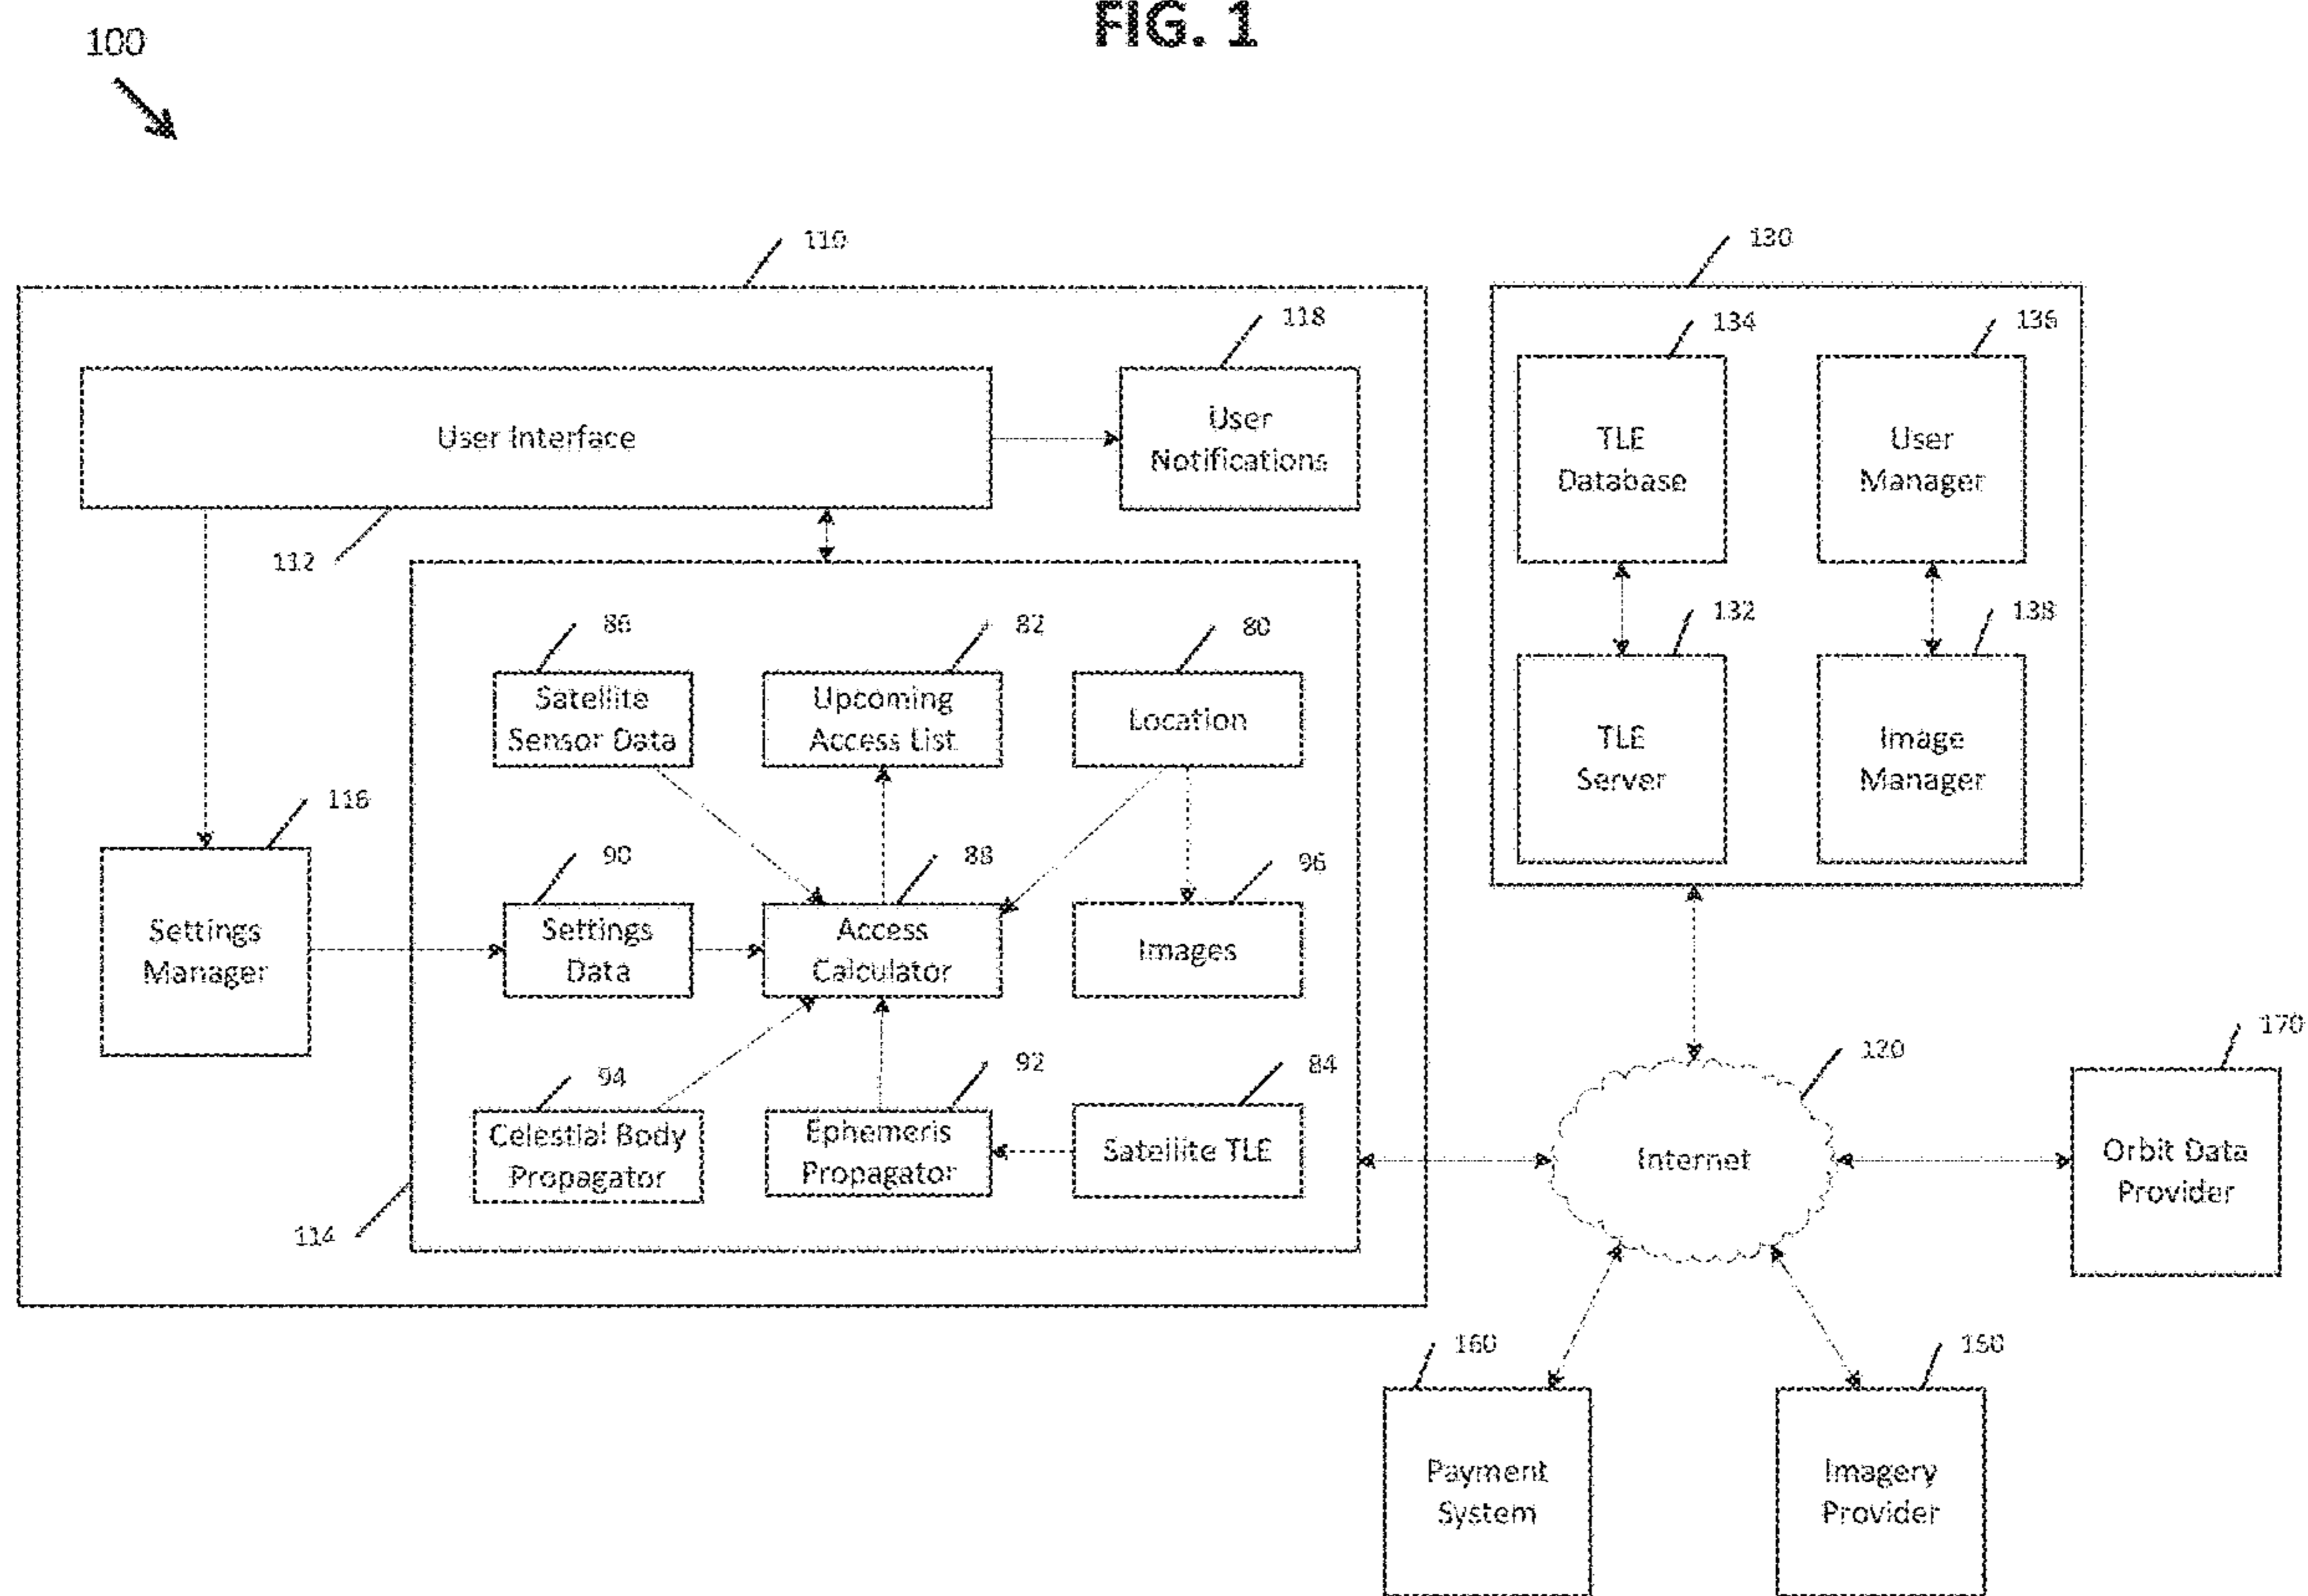 FIG. 1
100
110
130
118
134
136
User Interface
User
Notifications
TLE
Database
User
Manager
112
86
82
80
132
138
Satellite
Sensor Data
Upcoming
Access List
Location
TLE
Server
Image
Manager
116
90
88
96
Settings
Manager
Settings
Data
Access
Calculator
Images
94
92
84
120
170
Celestial Body
Propagator
Ephemeris
Propagator
Satellite TLE
Internet
Orbit Data
Provider
114
160
150
Payment
System
Imagery
Provider